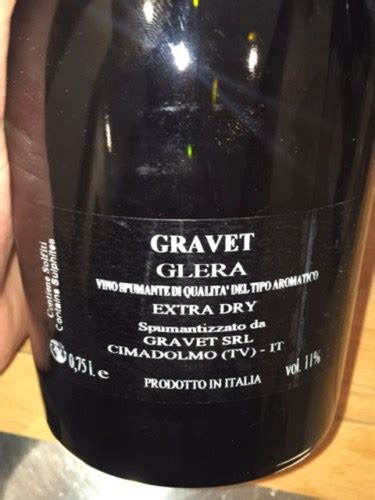 GRAVET
GLERA
VINO SPUMANTE DI QUALITA' DEL TIPO AROMATICO
EXTRA DRY
Spumantizzato da
GRAVET SRL
CIMADOLMO (TV) - IT
PRODOTTO IN ITALIA
Contiene Solfiti
Contains Sulphites
0,75 l. e
vol. 11%